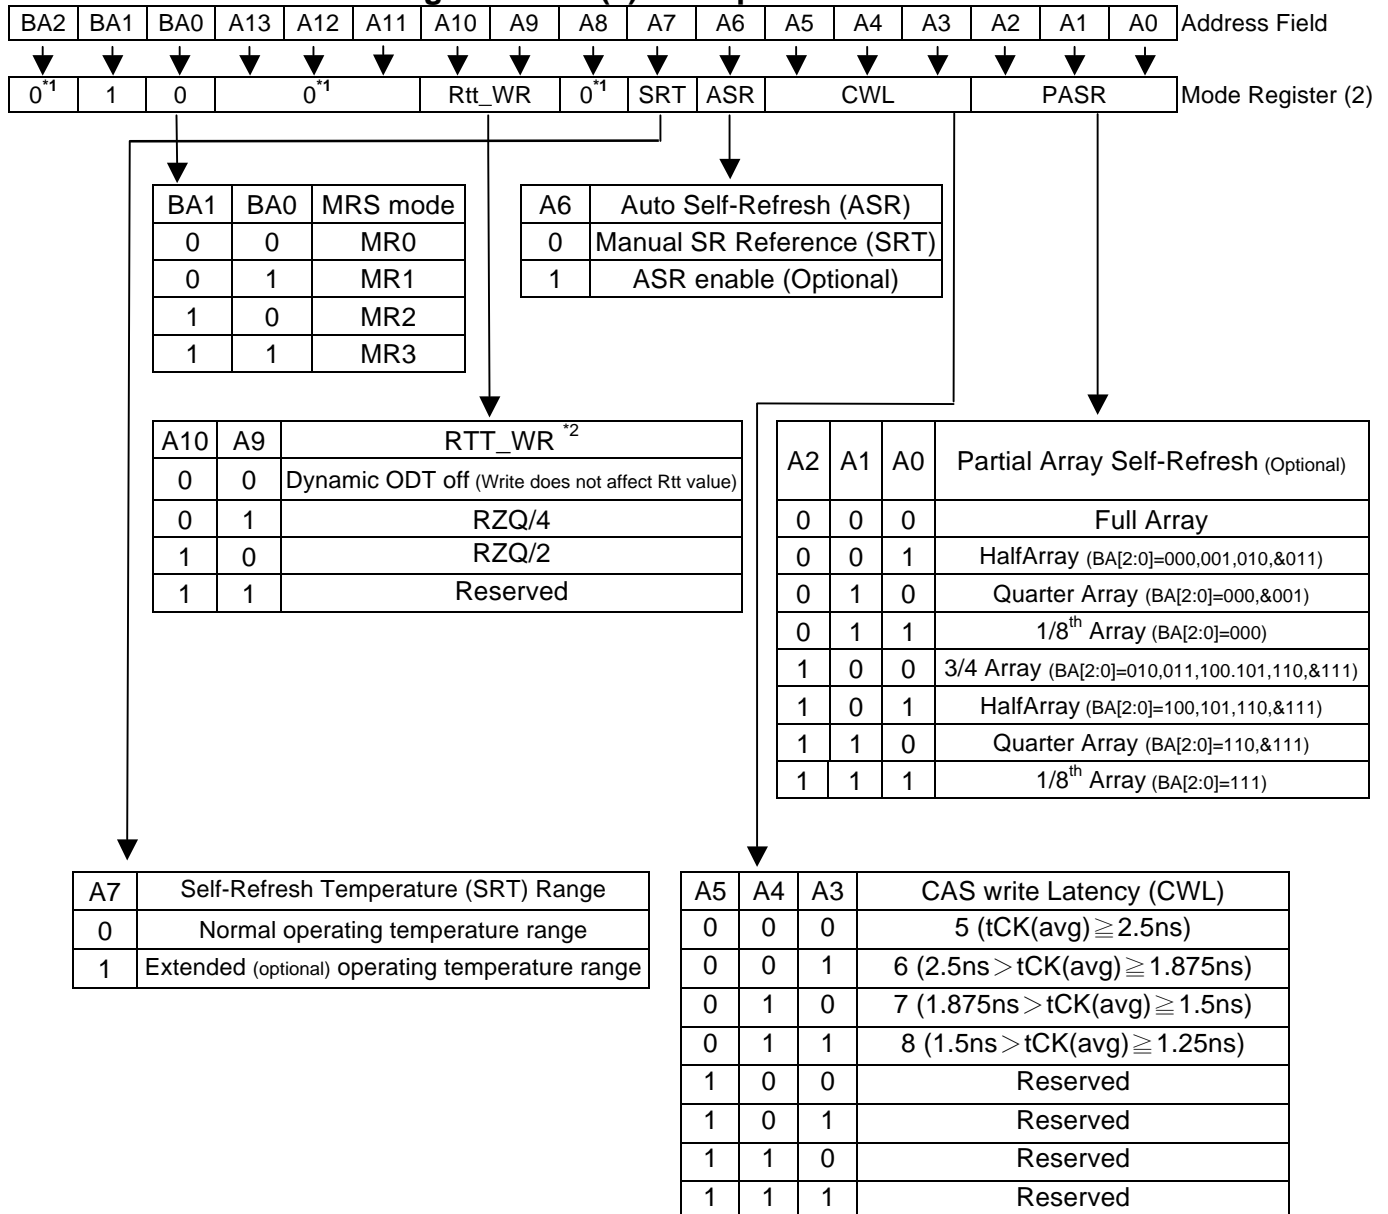 BA2 BA1 BA0 A13 A12 A11 A10 A9 A8 A7 A6 A5 A4 A3 A2 A1 A0 Address Field
0*1 1 0 0*1 Rtt_WR 0*1 SRT ASR CWL PASR Mode Register (2)
BA1 BA0 MRS mode
0 0 MR0
0 1 MR1
1 0 MR2
1 1 MR3
A6 Auto Self-Refresh (ASR)
0 Manual SR Reference (SRT)
1 ASR enable (Optional)
A10 A9 RTT_WR *2
0 0 Dynamic ODT off (Write does not affect Rtt value)
0 1 RZQ/4
1 0 RZQ/2
1 1 Reserved
A2 A1 A0 Partial Array Self-Refresh (Optional)
0 0 0 Full Array
0 0 1 HalfArray (BA[2:0]=000,001,010,&011)
0 1 0 Quarter Array (BA[2:0]=000,&001)
0 1 1 1/8th Array (BA[2:0]=000)
1 0 0 3/4 Array (BA[2:0]=010,011,100.101,110,&111)
1 0 1 HalfArray (BA[2:0]=100,101,110,&111)
1 1 0 Quarter Array (BA[2:0]=110,&111)
1 1 1 1/8th Array (BA[2:0]=111)
A7 Self-Refresh Temperature (SRT) Range
0 Normal operating temperature range
1 Extended (optional) operating temperature range
A5 A4 A3 CAS write Latency (CWL)
0 0 0 5 (tCK(avg)≧2.5ns)
0 0 1 6 (2.5ns>tCK(avg)≧1.875ns)
0 1 0 7 (1.875ns>tCK(avg)≧1.5ns)
0 1 1 8 (1.5ns>tCK(avg)≧1.25ns)
1 0 0 Reserved
1 0 1 Reserved
1 1 0 Reserved
1 1 1 Reserved